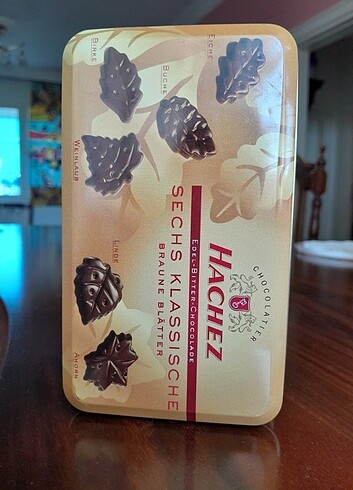 CHOCOLATIER
HACHEZ
EDEL-BITTER-CHOCOLADE
SECHS KLASSISCHE
BRAUNE BLÄTTER
EICHE
BUCHE
BIRKE
WEINLAUB
LINDE
AHORN